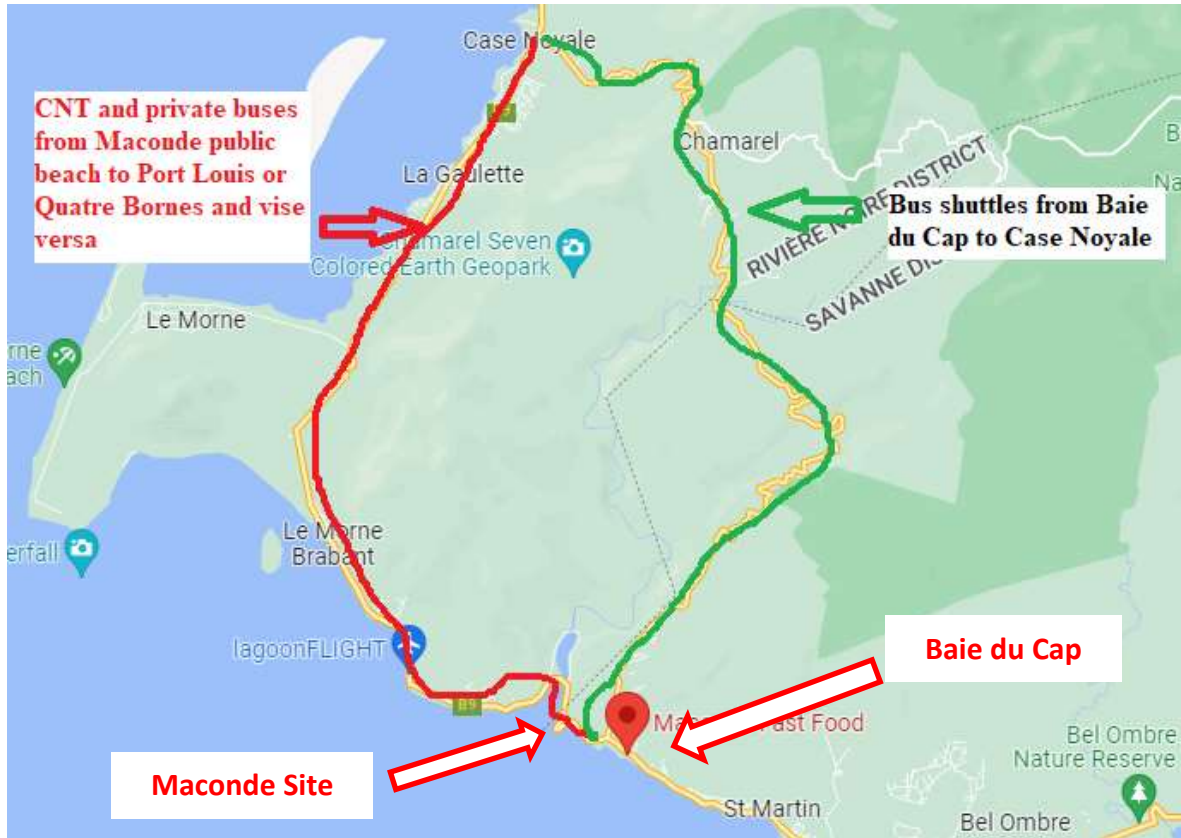 Case Noyale
CNT and private buses
from Maconde public
beach to Port Louis or
Quatre Bornes and vise
versa
B9
Chamarel
La Gaulette
Bus shuttles from Baie
du Cap to Case Noyale
RIVIÈRE NOIRE DISTRICT
SAVANNE
Chamarel Seven
Colored Earth Geopark
Le Morne
Le Morne
Brabant
lagoonFLIGHT
B9
Baie du Cap
Fast Food
Maconde Site
St Martin
Bel Ombre
Nature Reserve
Bel Ombre